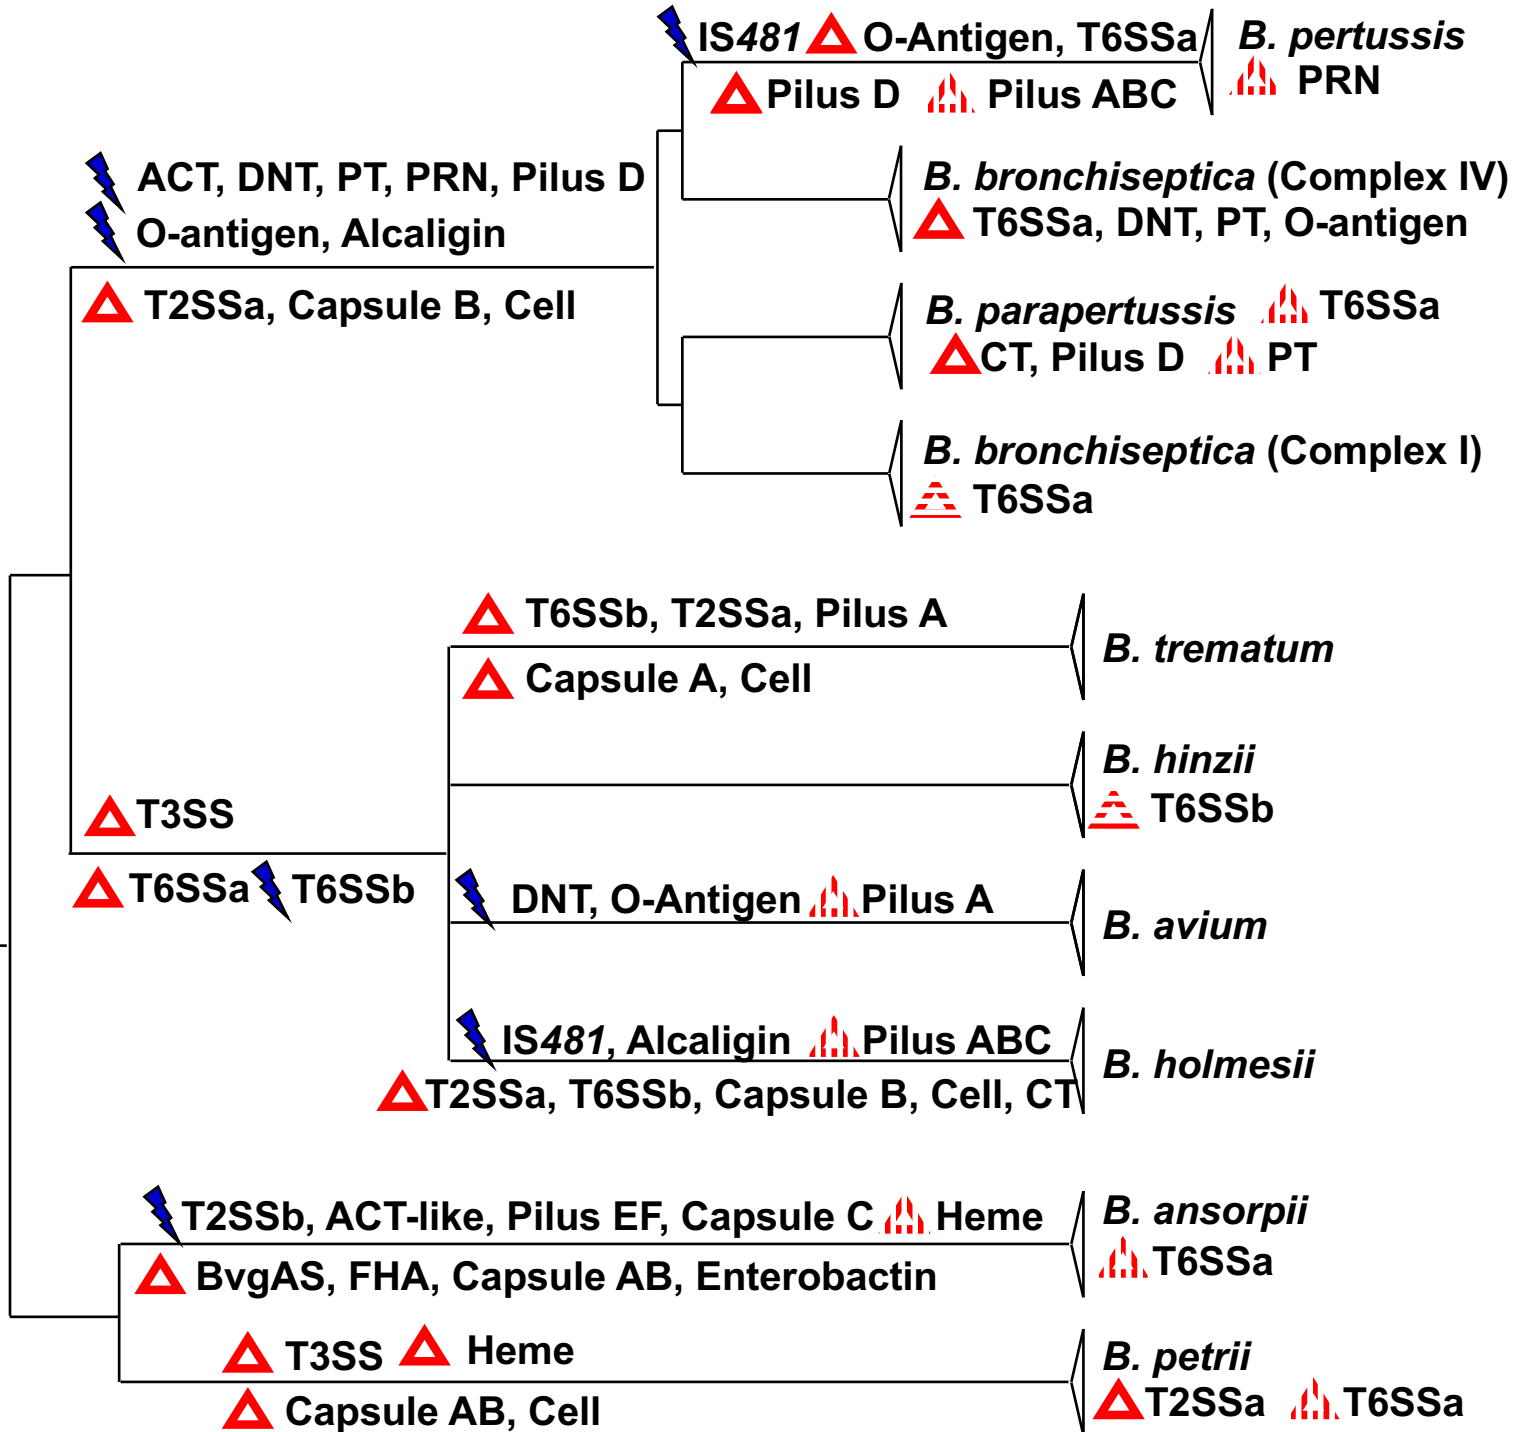 IS481 O-Antigen, T6SSa
B. pertussis
PRN
Pilus D Pilus ABC
ACT, DNT, PT, PRN, Pilus D
O-antigen, Alcaligin
T2SSa, Capsule B, Cell
B. bronchiseptica (Complex IV)
T6SSa, DNT, PT, O-antigen
B. parapertussis T6SSa
CT, Pilus D PT
B. bronchiseptica (Complex I)
T6SSa
T6SSb, T2SSa, Pilus A
Capsule A, Cell
B. trematum
B. hinzii
T6SSb
T3SS
T6SSa T6SSb
DNT, O-Antigen Pilus A
B. avium
IS481, Alcaligin Pilus ABC
T2SSa, T6SSb, Capsule B, Cell, CT
B. holmesii
T2SSb, ACT-like, Pilus EF, Capsule C Heme
BvgAS, FHA, Capsule AB, Enterobactin
B. ansorpii
T6SSa
T3SS Heme
Capsule AB, Cell
B. petrii
T2SSa T6SSa